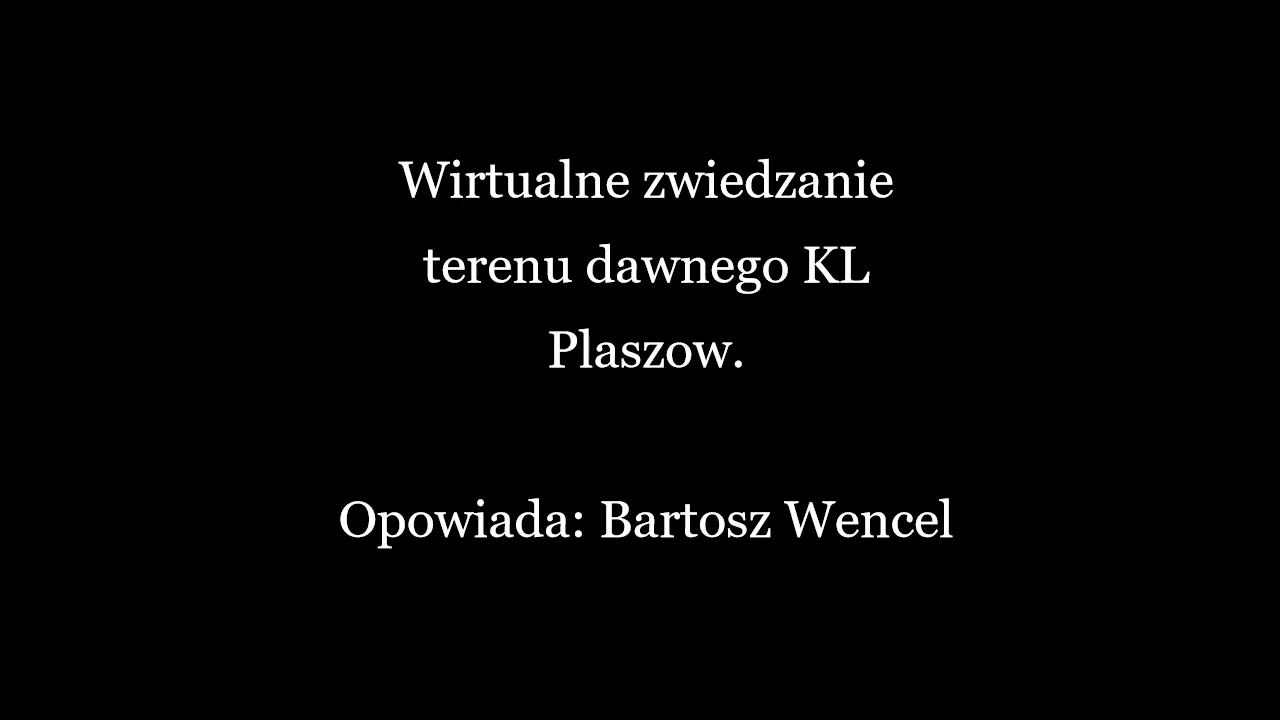 Wirtualne zwiedzanie
terenu dawnego KL
Plaszow.
Opowiada: Bartosz Wencel